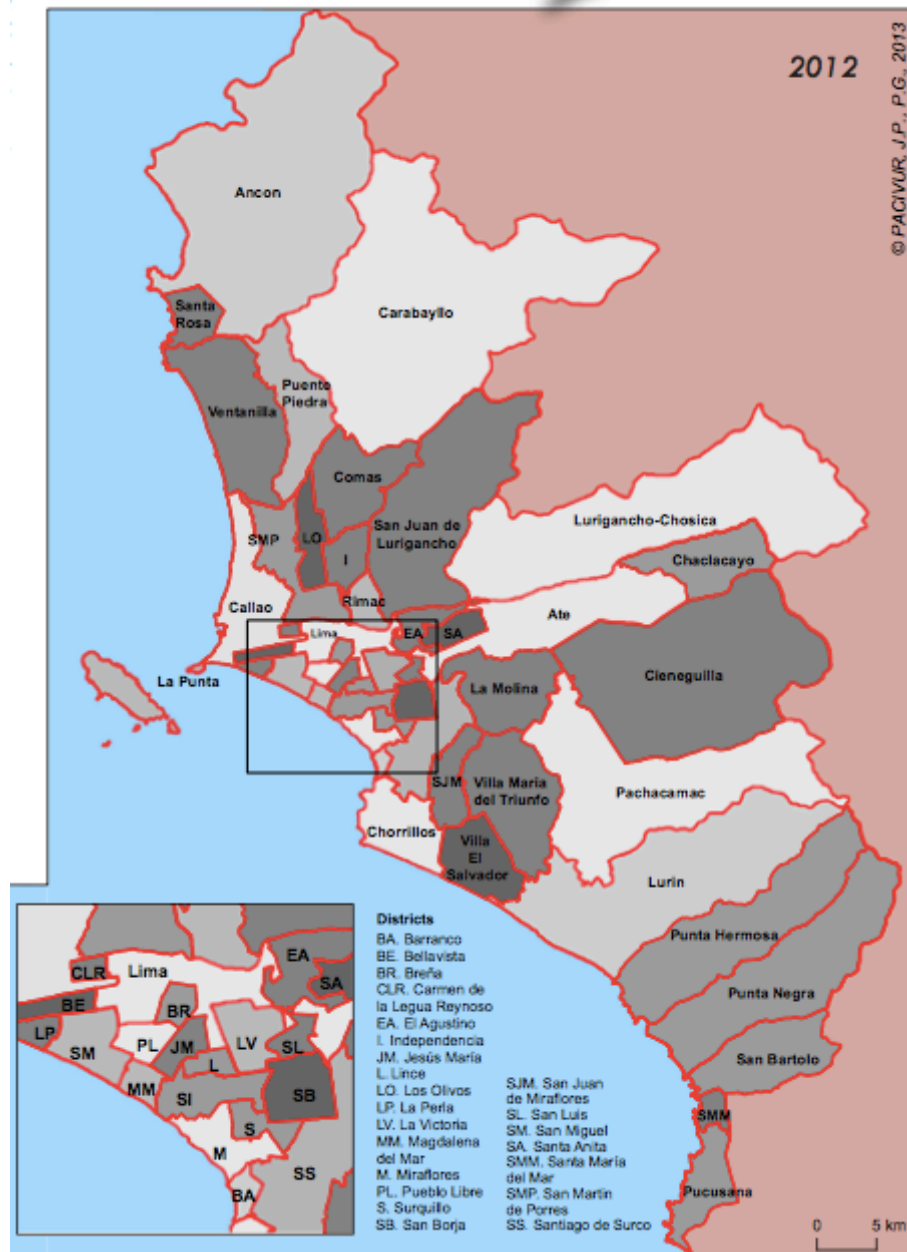 2012
© PACIVUR, J.P., P.G., 2013
Ancon
Carabayllo
Santa
Rosa
Puente
Piedra
Ventanilla
Comas
San Juan de
Lurigancho
Lurigancho-Chosica
Chaclacayo
SMP
LO
I
Rimac
Callao
Ate
Lima
EA
SA
La Punta
La Molina
Cieneguilla
SJM
Villa Maria
del Triunfo
Pachacamac
Chorrillos
Villa
El
Salvador
Lurin
Punta Hermosa
Punta Negra
San Bartolo
SMM
Pucusana
0 5 km
EA
CLR
Lima
SA
BE
BR
LP
SM
PL
JM
LV
SL
L
MM
SI
SB
S
M
SS
BA
Districts
BA. Barranco
BE. Bellavista
BR. Breña
CLR. Carmen de
la Legua Reynoso
EA. El Agustino
I. Independencia
JM. Jesús María
L. Lince
LO. Los Olivos
LP. La Perla
LV. La Victoria
MM. Magdalena
del Mar
M. Miraflores
PL. Pueblo Libre
S. Surquillo
SB. San Borja
SJM. San Juan
de Miraflores
SL. San Luis
SM. San Miguel
SA. Santa Anita
SMM. Santa María
del Mar
SMP. San Martin
de Porres
SS. Santiago de Surco